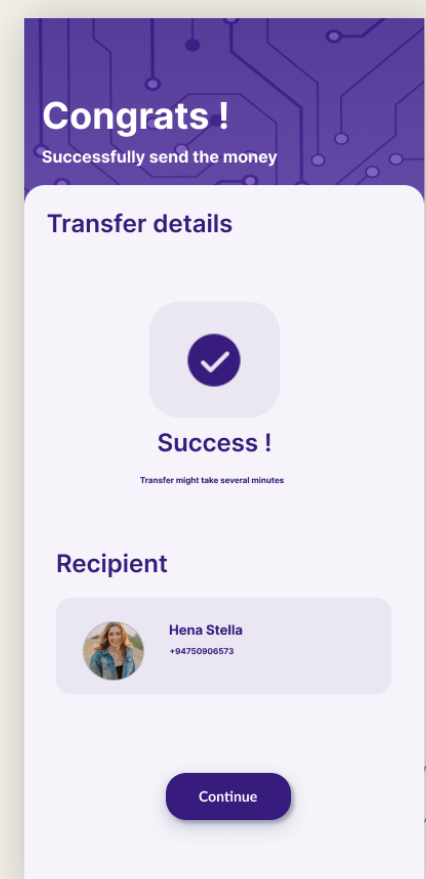 Congrats !
Successfully send the money
Transfer details
Success !
Transfer might take several minutes
Recipient
Hena Stella
+94750906573
Continue